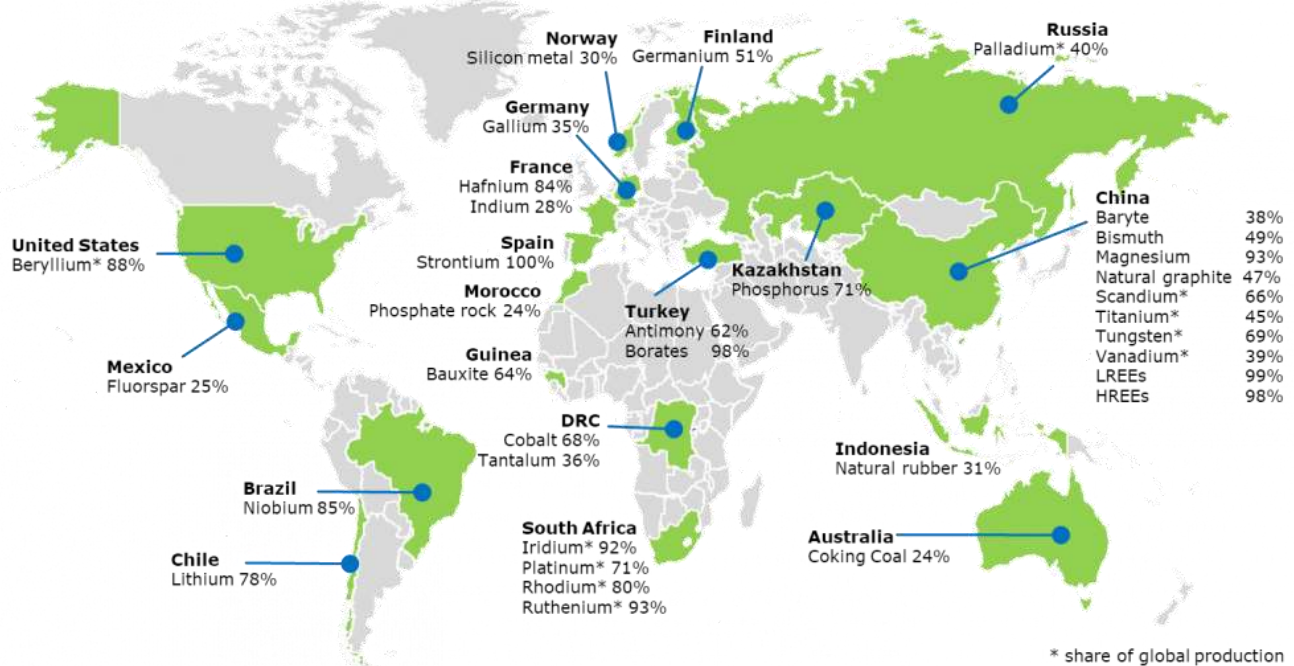 Norway
Silicon metal 30%
Finland
Germanium 51%
Russia
Palladium* 40%
Germany
Gallium 35%
France
Hafnium 84%
Indium 28%
China
Baryte 38%
Bismuth 49%
Magnesium 93%
Natural graphite 47%
Scandium* 66%
Titanium* 45%
Tungsten* 69%
Vanadium* 39%
LREEs 99%
HREEs 98%
United States
Beryllium* 88%
Spain
Strontium 100%
Kazakhstan
Phosphorus 71%
Morocco
Phosphate rock 24%
Turkey
Antimony 62%
Borates 98%
Mexico
Fluorspar 25%
Guinea
Bauxite 64%
DRC
Cobalt 68%
Tantalum 36%
Indonesia
Natural rubber 31%
Brazil
Niobium 85%
South Africa
Iridium* 92%
Platinum* 71%
Rhodium* 80%
Ruthenium* 93%
Australia
Coking Coal 24%
Chile
Lithium 78%
* share of global production